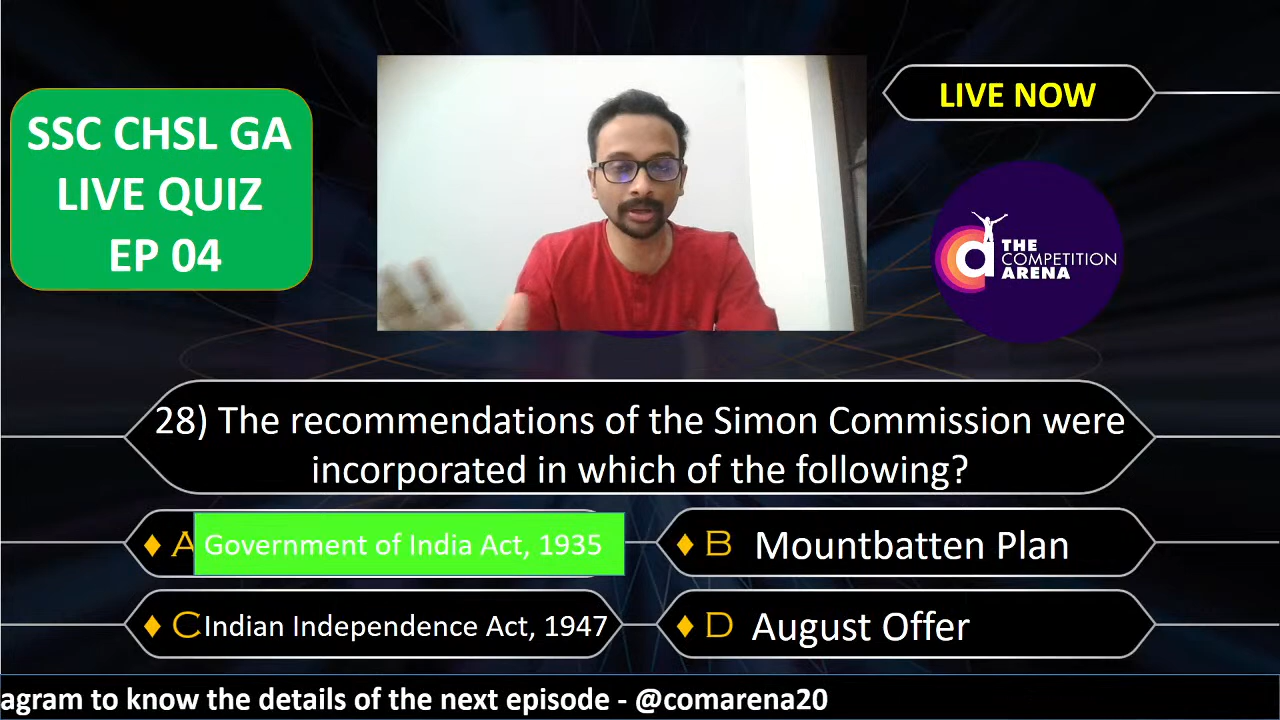 SSC CHSL GA
LIVE QUIZ
EP 04
LIVE NOW
THE
COMPETITION
ARENA
28) The recommendations of the Simon Commission were
incorporated in which of the following?
A Government of India Act, 1935
B Mountbatten Plan
C Indian Independence Act, 1947
D August Offer
agram to know the details of the next episode - @comarena20